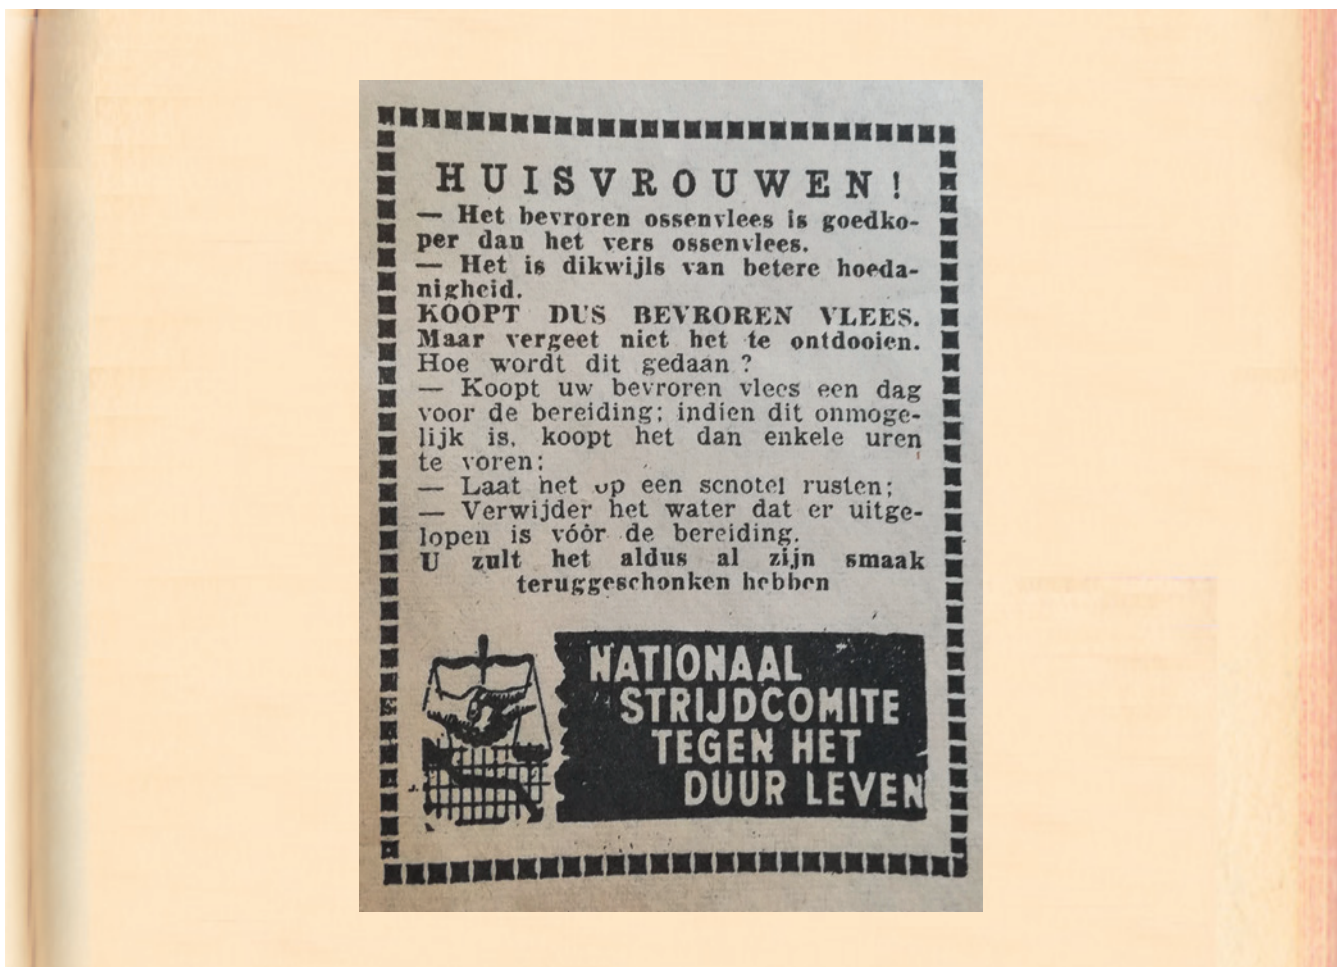 HUISVROUWEN!
— Het bevroren ossenvlees is goedko-
per dan het vers ossenvlees.
— Het is dikwijls van betere hoeda-
nigheid.
KOOPT DUS BEVROREN VLEES.
Maar vergeet niet het te ontdooien.
Hoe wordt dit gedaan ?
— Koopt uw bevroren vlees een dag
voor de bereiding; indien dit onmoge-
lijk is, koopt het dan enkele uren
te voren:
— Laat het op een schotel rusten;
— Verwijder het water dat er uitge-
lopen is vóór de bereiding.
U zult het aldus al zijn smaak
teruggeschonken hebben
NATIONAAL
STRIJDCOMITE
TEGEN HET
DUUR LEVEN